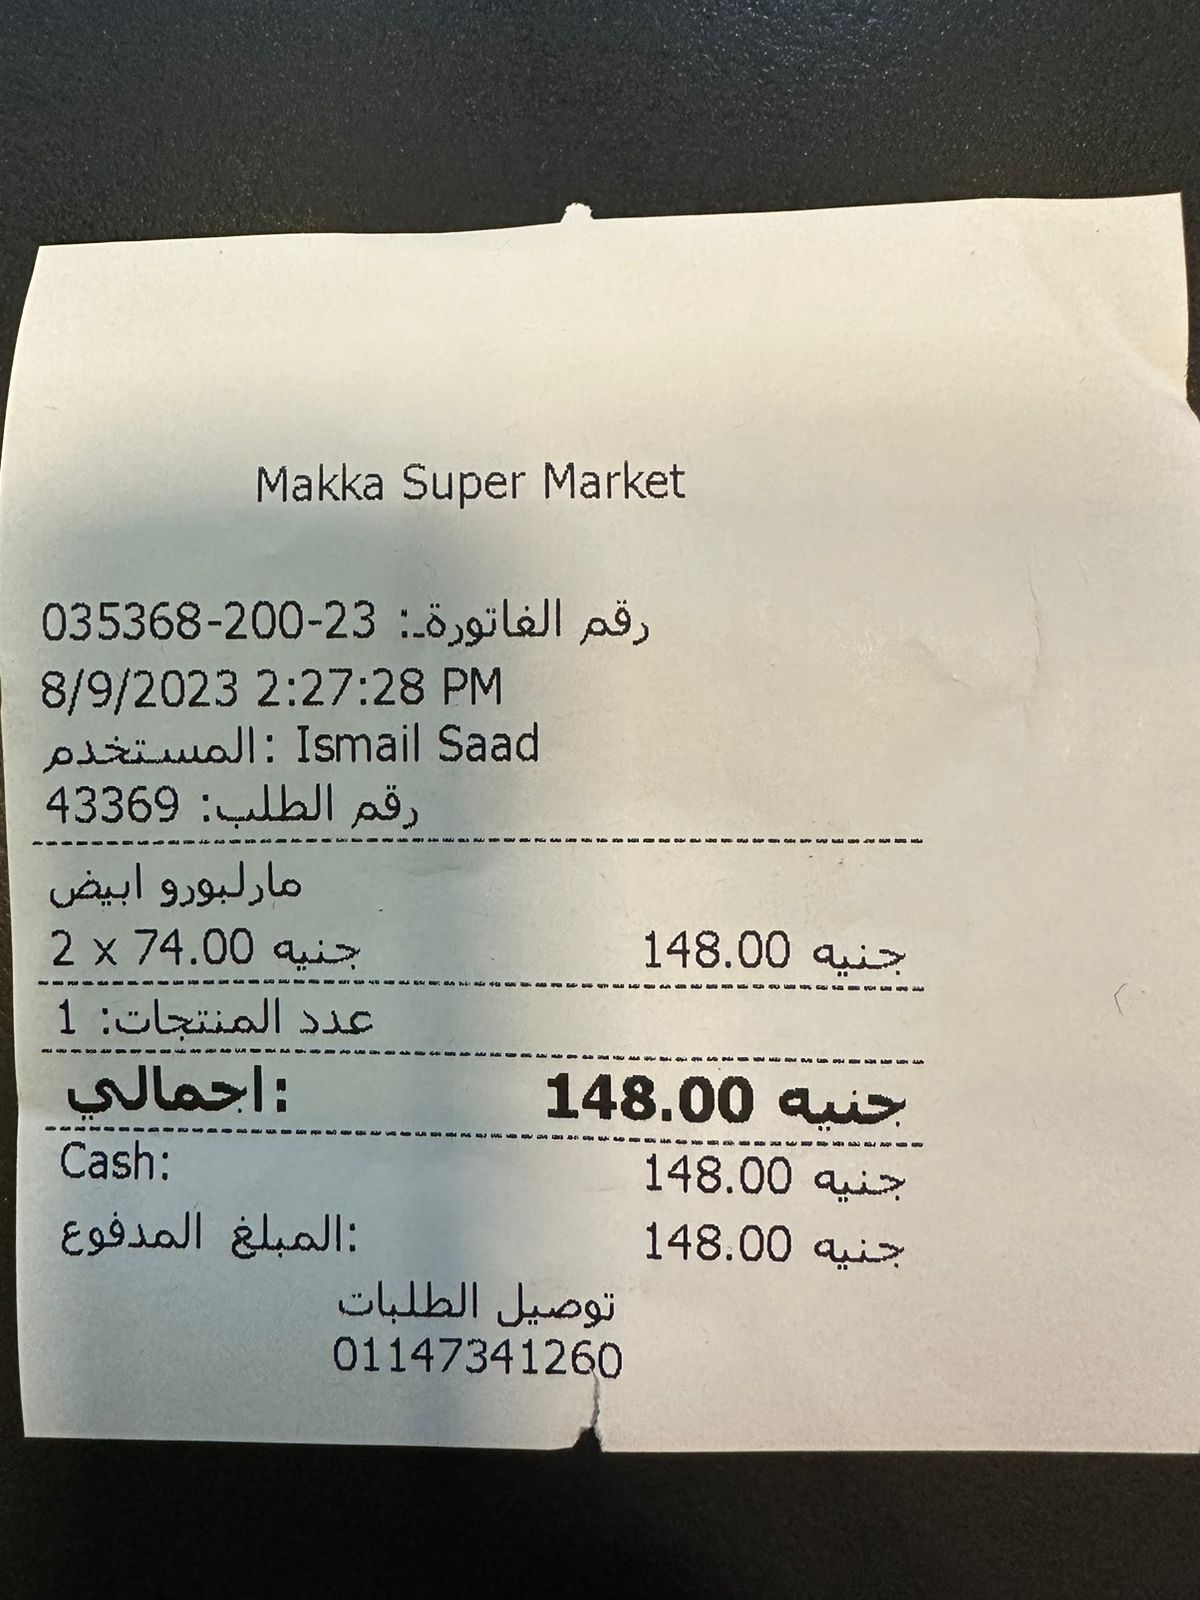 Makka Super Market
رقم الفاتورة: 23-200-035368
8/9/2023 2:27:28 PM
المستخدم: Ismail Saad
رقم الطلب: 43369
مارلبورو ابيض
2 x 74.00 جنيه 148.00 جنيه
عدد المنتجات: 1
اجمالي: 148.00 جنيه
Cash: 148.00 جنيه
المبلغ المدفوع: 148.00 جنيه
توصيل الطلبات
01147341260